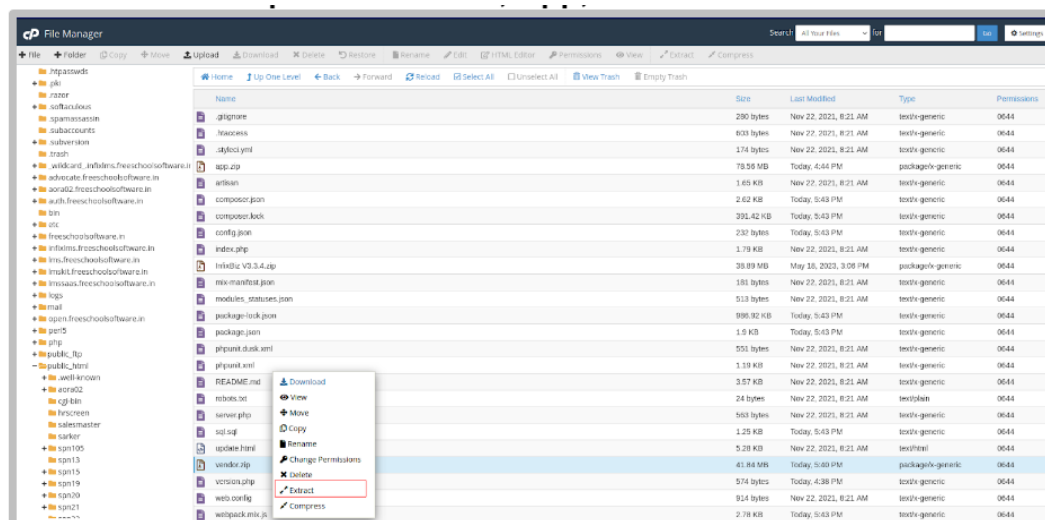 File Manager
Search All Your Files for Go Settings
File Folder Copy Move Upload Download Delete Restore Rename Edit HTML Editor Permissions View Extract Compress
Home Up One Level Back Forward Reload Select All Unselect All View Trash Empty Trash
.htpasswds
.pki
.razor
.softaculous
.spamassassin
.subaccounts
.subversion
.trash
_wildcard_.infixlms.freeschoolsoftware.ir
advocate.freeschoolsoftware.in
aora02.freeschoolsoftware.in
auth.freeschoolsoftware.in
bin
etc
freeschoolsoftware.in
infixlms.freeschoolsoftware.in
lms.freeschoolsoftware.in
lmskit.freeschoolsoftware.in
lmssaas.freeschoolsoftware.in
logs
mail
open.freeschoolsoftware.in
perl5
php
public_ftp
public_html
.well-known
aora02
cgi-bin
hrscreen
salesmaster
sarker
spn105
spn13
spn15
spn19
spn20
spn21
Name Size Last Modified Type Permissions
.gitignore 280 bytes Nov 22, 2021, 8:21 AM text/x-generic 0644
.htaccess 603 bytes Nov 22, 2021, 8:21 AM text/x-generic 0644
.styleci.yml 174 bytes Nov 22, 2021, 8:21 AM text/x-generic 0644
app.zip 78.56 MB Today, 4:44 PM package/x-generic 0644
artisan 1.65 KB Nov 22, 2021, 8:21 AM text/x-generic 0644
composer.json 2.62 KB Today, 5:43 PM text/x-generic 0644
composer.lock 391.42 KB Today, 5:43 PM text/x-generic 0644
config.json 232 bytes Today, 5:43 PM text/x-generic 0644
index.php 1.79 KB Nov 22, 2021, 8:21 AM text/x-generic 0644
InfixBiz V3.3.4.zip 38.89 MB May 18, 2023, 3:06 PM package/x-generic 0644
mix-manifest.json 181 bytes Nov 22, 2021, 8:21 AM text/x-generic 0644
modules_statuses.json 513 bytes Nov 22, 2021, 8:21 AM text/x-generic 0644
package-lock.json 986.92 KB Today, 5:43 PM text/x-generic 0644
package.json 1.9 KB Today, 5:43 PM text/x-generic 0644
phpunit.dusk.xml 551 bytes Nov 22, 2021, 8:21 AM text/x-generic 0644
phpunit.xml 1.19 KB Nov 22, 2021, 8:21 AM text/x-generic 0644
README.md 3.57 KB Nov 22, 2021, 8:21 AM text/x-generic 0644
robots.txt 24 bytes Nov 22, 2021, 8:21 AM text/plain 0644
server.php 563 bytes Nov 22, 2021, 8:21 AM text/x-generic 0644
sql.sql 1.25 KB Today, 5:43 PM text/x-generic 0644
update.html 5.28 KB Nov 22, 2021, 8:21 AM text/html 0644
vendor.zip 41.84 MB Today, 5:40 PM package/x-generic 0644
version.php 574 bytes Today, 4:38 PM text/x-generic 0644
web.config 914 bytes Nov 22, 2021, 8:21 AM text/x-generic 0644
webpack.mix.js 2.78 KB Today, 5:43 PM text/x-generic 0644
Download
View
Move
Copy
Rename
Change Permissions
Delete
Extract
Compress